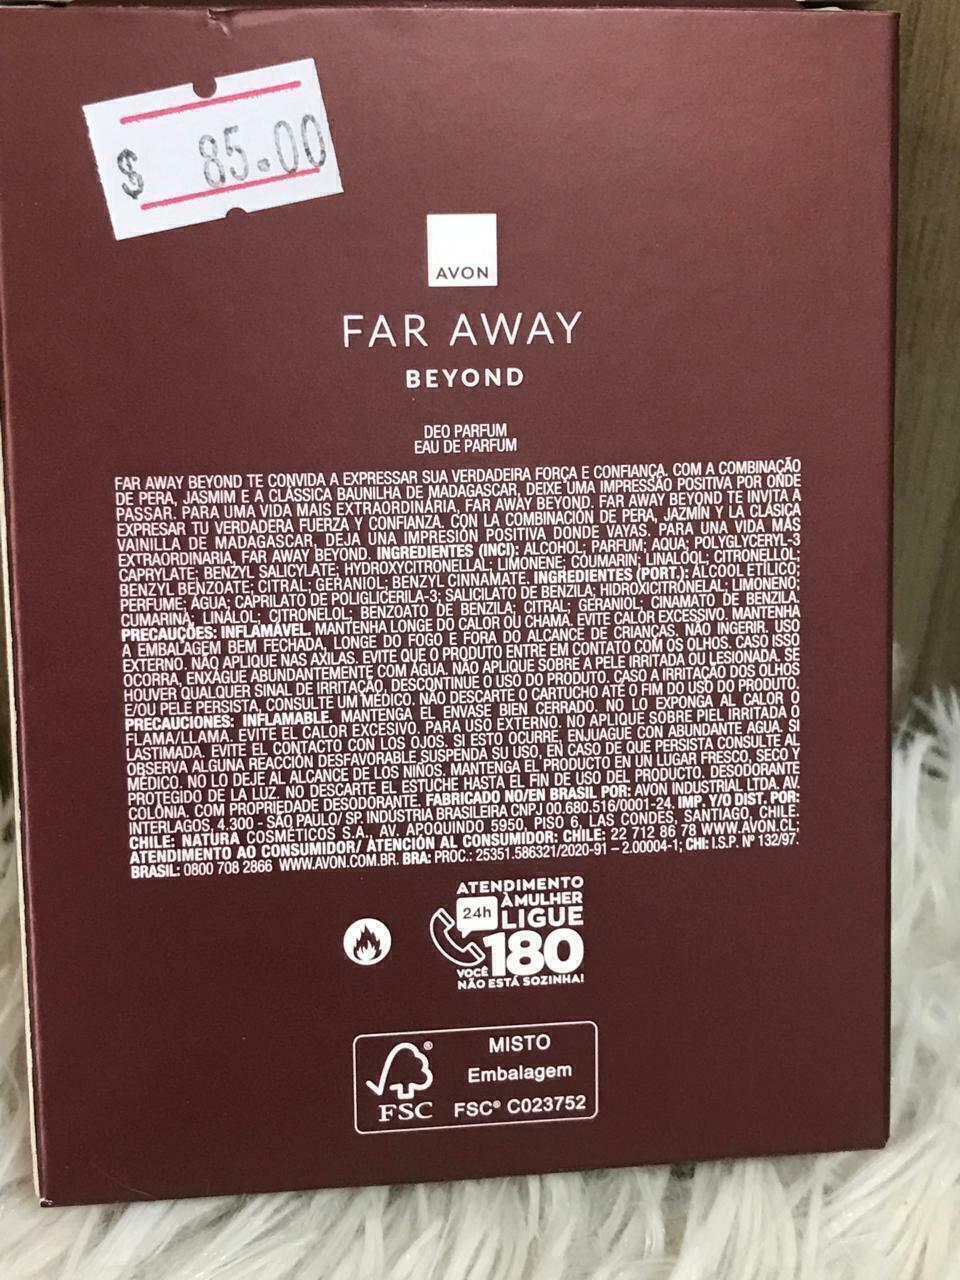 $ 85.00
AVON
FAR AWAY
BEYOND
DEO PARFUM
EAU DE PARFUM
FAR AWAY BEYOND TE CONVIDA A EXPRESSAR SUA VERDADEIRA FORÇA E CONFIANÇA. COM A COMBINAÇÃO
DE PERA, JASMIM E A CLÁSSICA BAUNILHA DE MADAGASCAR, DEIXE UMA IMPRESSÃO POSITIVA POR ONDE
PASSAR. PARA UMA VIDA MAIS EXTRAORDINÁRIA, FAR AWAY BEYOND. FAR AWAY BEYOND TE INVITA A
EXPRESAR TU VERDADERA FUERZA Y CONFIANZA. CON LA COMBINACIÓN DE PERA, JAZMÍN Y LA CLÁSICA
VAINILLA DE MADAGASCAR, DEJA UNA IMPRESIÓN POSITIVA DONDE VAYAS. PARA UNA VIDA MÁS
EXTRAORDINARIA, FAR AWAY BEYOND. INGREDIENTES (INCI): ALCOHOL; PARFUM; AQUA; POLYGLYCERYL-3
CAPRYLATE; BENZYL SALICYLATE; HYDROXYCITRONELLAL; LIMONENE; COUMARIN; LINALOOL; CITRONELLOL;
BENZYL BENZOATE; CITRAL; GERANIOL; BENZYL CINNAMATE. INGREDIENTES (PORT.): ÁLCOOL ETÍLICO;
PERFUME; ÁGUA; CAPRILATO DE POLIGLICERILA-3; SALICILATO DE BENZILA; HIDROXICITRONELAL; LIMONENO;
CUMARINA; LINALOL; CITRONELOL; BENZOATO DE BENZILA; CITRAL; GERANIOL; CINAMATO DE BENZILA.
PRECAUÇÕES: INFLAMÁVEL. MANTENHA LONGE DO CALOR OU CHAMA. EVITE CALOR EXCESSIVO. MANTENHA
A EMBALAGEM BEM FECHADA, LONGE DO FOGO E FORA DO ALCANCE DE CRIANÇAS. NÃO INGERIR. USO
EXTERNO. NÃO APLIQUE NAS AXILAS. EVITE QUE O PRODUTO ENTRE EM CONTATO COM OS OLHOS. CASO ISSO
OCORRA, ENXÁGUE ABUNDANTEMENTE COM ÁGUA. NÃO APLIQUE SOBRE A PELE IRRITADA OU LESIONADA. SE
HOUVER QUALQUER SINAL DE IRRITAÇÃO, DESCONTINUE O USO DO PRODUTO. CASO A IRRITAÇÃO DOS OLHOS
E/OU PELE PERSISTA, CONSULTE UM MÉDICO. NÃO DESCARTE O CARTUCHO ATÉ O FIM DO USO DO PRODUTO.
PRECAUCIONES: INFLAMABLE. MANTENGA EL ENVASE BIEN CERRADO. NO LO EXPONGA AL CALOR O
FLAMA/LLAMA. EVITE EL CALOR EXCESIVO. PARA USO EXTERNO. NO APLIQUE SOBRE PIEL IRRITADA O
LASTIMADA. EVITE EL CONTACTO CON LOS OJOS. SI ESTO OCURRE, ENJUAGUE CON ABUNDANTE AGUA. SI
OBSERVA ALGUNA REACCIÓN DESFAVORABLE SUSPENDA SU USO, EN CASO DE QUE PERSISTA CONSULTE AL
MÉDICO. NO LO DEJE AL ALCANCE DE LOS NIÑOS. MANTENGA EL PRODUCTO EN UN LUGAR FRESCO, SECO Y
PROTEGIDO DE LA LUZ. NO DESCARTE EL ESTUCHE HASTA EL FIN DE USO DEL PRODUCTO. DESODORANTE
COLÔNIA. COM PROPRIEDADE DESODORANTE. FABRICADO NO/EN BRASIL POR: AVON INDUSTRIAL LTDA. AV.
INTERLAGOS, 4.300 - SÃO PAULO/ SP. INDÚSTRIA BRASILEIRA CNPJ 00.680.516/0001-24. IMP. Y/O DIST. POR:
CHILE: NATURA COSMÉTICOS S.A., AV. APOQUINDO 5950, PISO 6, LAS CONDES, SANTIAGO, CHILE.
ATENDIMENTO AO CONSUMIDOR/ ATENCIÓN AL CONSUMIDOR: CHILE: 22 712 86 78 WWW.AVON.CL;
BRASIL: 0800 708 2866 WWW.AVON.COM.BR. BRA: PROC.: 25351.586321/2020-91 – 2.00004-1; CHI: I.S.P. Nº 132/97.
ATENDIMENTO
À MULHER
24h LIGUE
180
VOCÊ
NÃO ESTÁ SOZINHA!
MISTO
Embalagem
FSC FSC® C023752